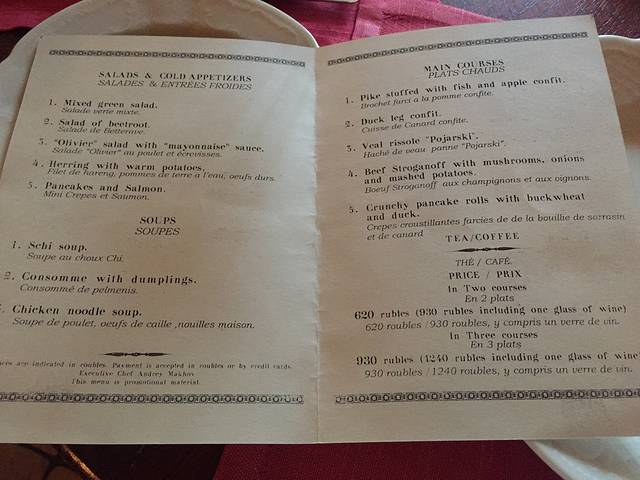 SALADS & COLD APPETIZERS
SALADES & ENTRÉES FROIDES
1. Mixed green salad.
Salade verte mixte.
2. Salad of beetroot.
Salade de Betterave.
3. "Olivier" salad with "mayonnaise" sauce.
Salade "Olivier" au poulet et écrevisses.
4. Herring with warm potatoes.
Filet de hareng, pommes de terre a l'eau, oeufs durs.
5. Pancakes and Salmon.
Mini Crepes et Saumon.
SOUPS
SOUPES
1. Schi soup.
Soupe au choux Chi.
2. Consomme with dumplings.
Consommé de pelmenis.
Chicken noodle soup.
Soupe de poulet, oeufs de caille ,nouilles maison.
are indicated in roubles. Payment is accepted in roubles or by credit cards.
Executive Chef Andrey Makhov
This menu is promotional material.
MAIN COURSES
PLATS CHAUDS
1. Pike stuffed with fish and apple confit.
Brochet farci a la pomme confite.
2. Duck leg confit.
Cuisse de Canard confite.
3. Veal rissole "Pojarski".
Haché de veau panne "Pojarski".
4. Beef Stroganoff with mushrooms, onions
and mashed potatoes.
Boeuf Stroganoff aux champignons et aux oignons.
5. Crunchy pancake rolls with buckwheat
and duck.
Crepes croustillantes farcies de de la bouillie de sarrasin
et de canard
TEA/COFFEE
THÉ / CAFÉ.
PRICE / PRIX
In Two courses
En 2 plats
620 rubles (930 rubles including one glass of wine)
620 roubles /930 roubles, y compris un verre de vin.
In Three courses
En 3 plats
930 rubles (1240 rubles including one glass of wine
930 roubles /1240 roubles, y compris un verre de vin.